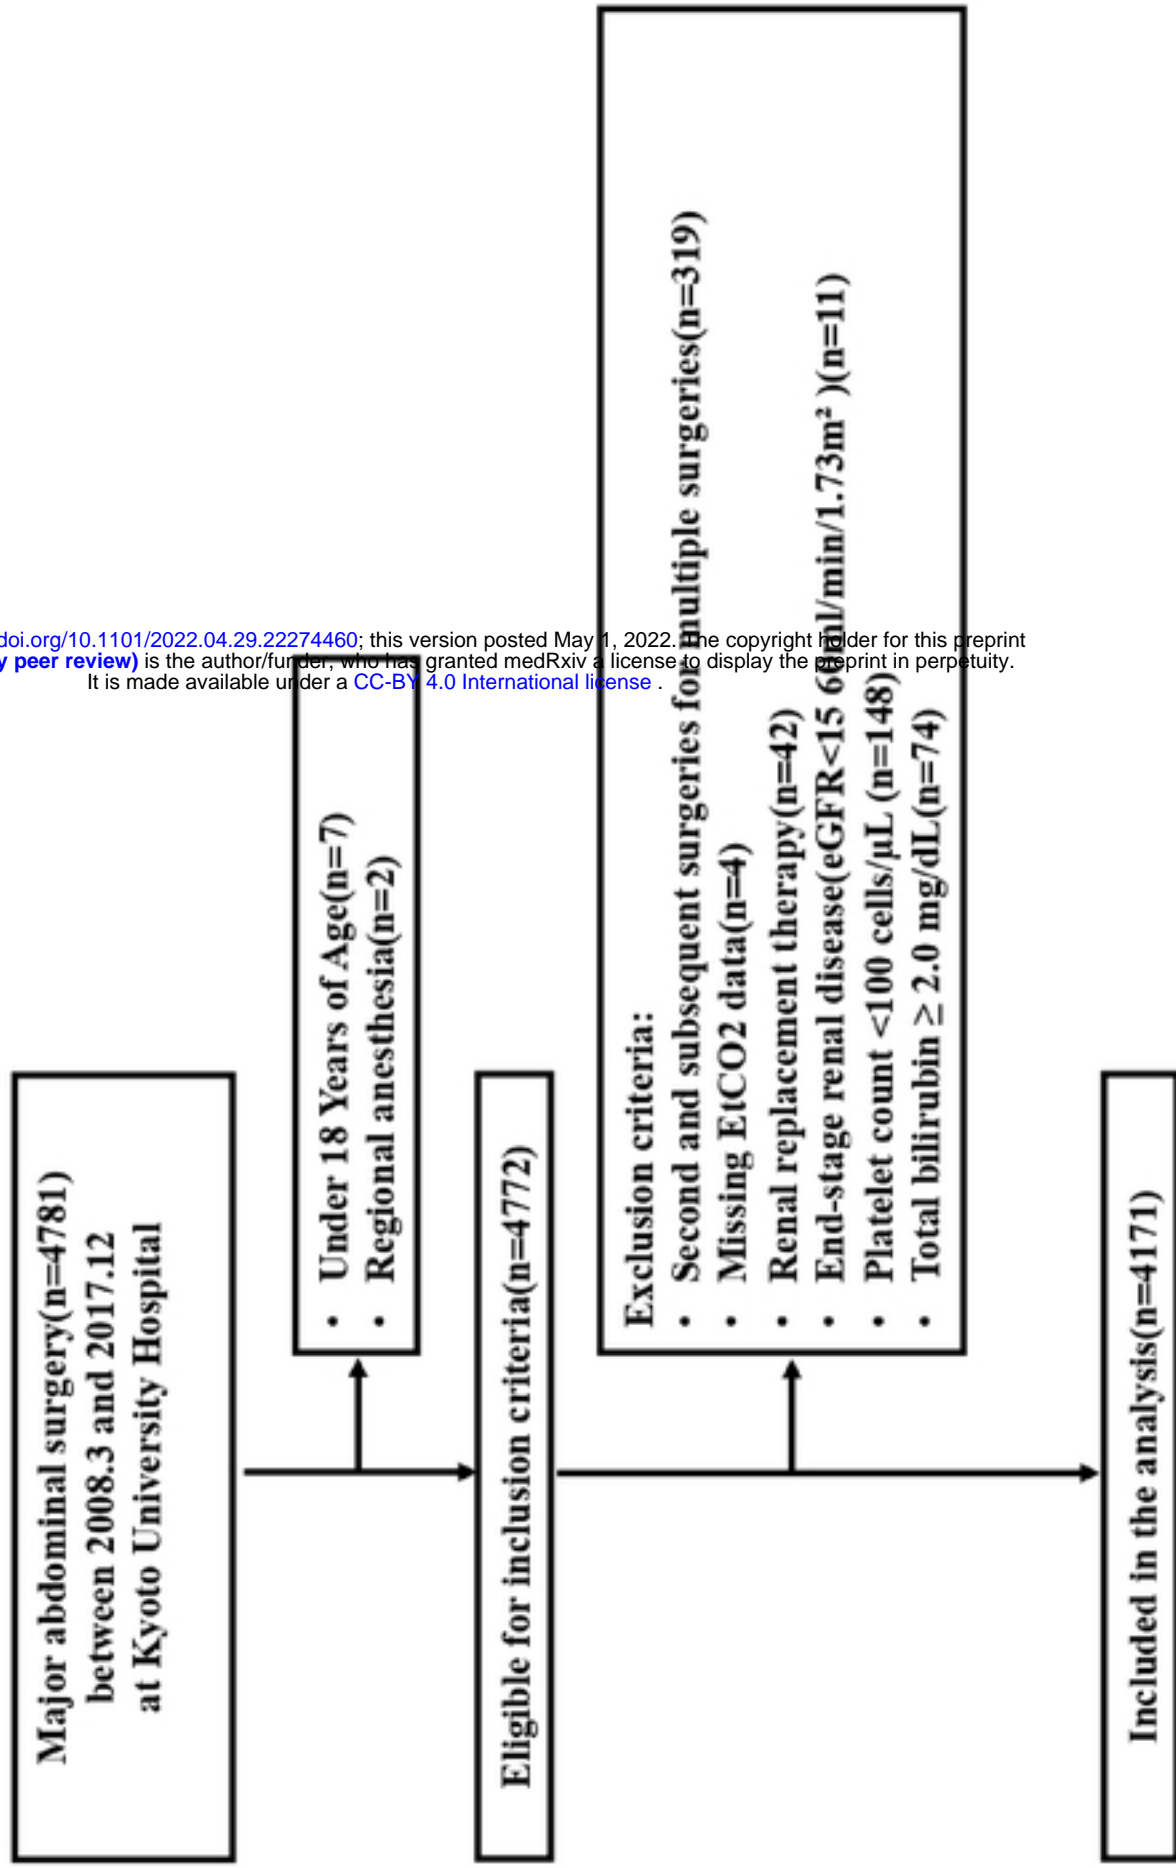 Major abdominal surgery(n=4781)
between 2008.3 and 2017.12
at Kyoto University Hospital
• Under 18 Years of Age(n=7)
• Regional anesthesia(n=2)
Eligible for inclusion criteria(n=4772)
Exclusion criteria:
• Second and subsequent surgeries for multiple surgeries(n=319)
• Missing EtCO2 data(n=4)
• Renal replacement therapy(n=42)
• End-stage renal disease(eGFR<15 60ml/min/1.73m² )(n=11)
• Platelet count <100 cells/μL (n=148)
• Total bilirubin ≥ 2.0 mg/dL(n=74)
Included in the analysis(n=4171)
doi.org/10.1101/2022.04.29.22274460; this version posted May 1, 2022. The copyright holder for this preprint
y peer review) is the author/funder, who has granted medRxiv a license to display the preprint in perpetuity.
It is made available under a CC-BY 4.0 International license .